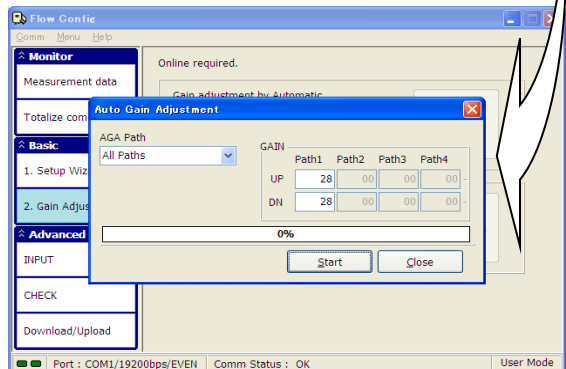 Flow Config
Comm Menu Help
Monitor
Online required.
Measurement data
Gain adjustment by Automatic
Totalize com
Auto Gain Adjustment
AGA Path
All Paths
GAIN
Path1 Path2 Path3 Path4
UP 28 00 00 00 -
DN 28 00 00 00 -
0%
Start Close
Basic
1. Setup Wiz
2. Gain Adjus
Advanced
INPUT
CHECK
Download/Upload
Port : COM1/19200bps/EVEN Comm Status : OK User Mode